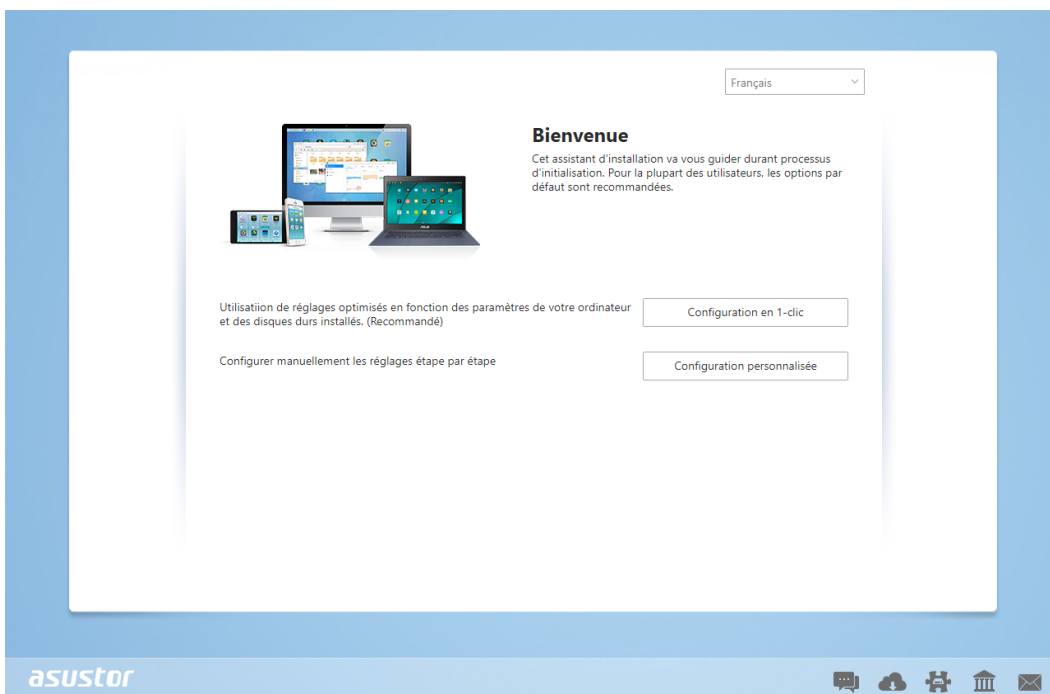 Français
Bienvenue
Cet assistant d'installation va vous guider durant processus
d'initialisation. Pour la plupart des utilisateurs, les options par
défaut sont recommandées.
Utilisatiion de réglages optimisés en fonction des paramètres de votre ordinateur
et des disques durs installés. (Recommandé)
Configuration en 1-clic
Configurer manuellement les réglages étape par étape
Configuration personnalisée
asustor